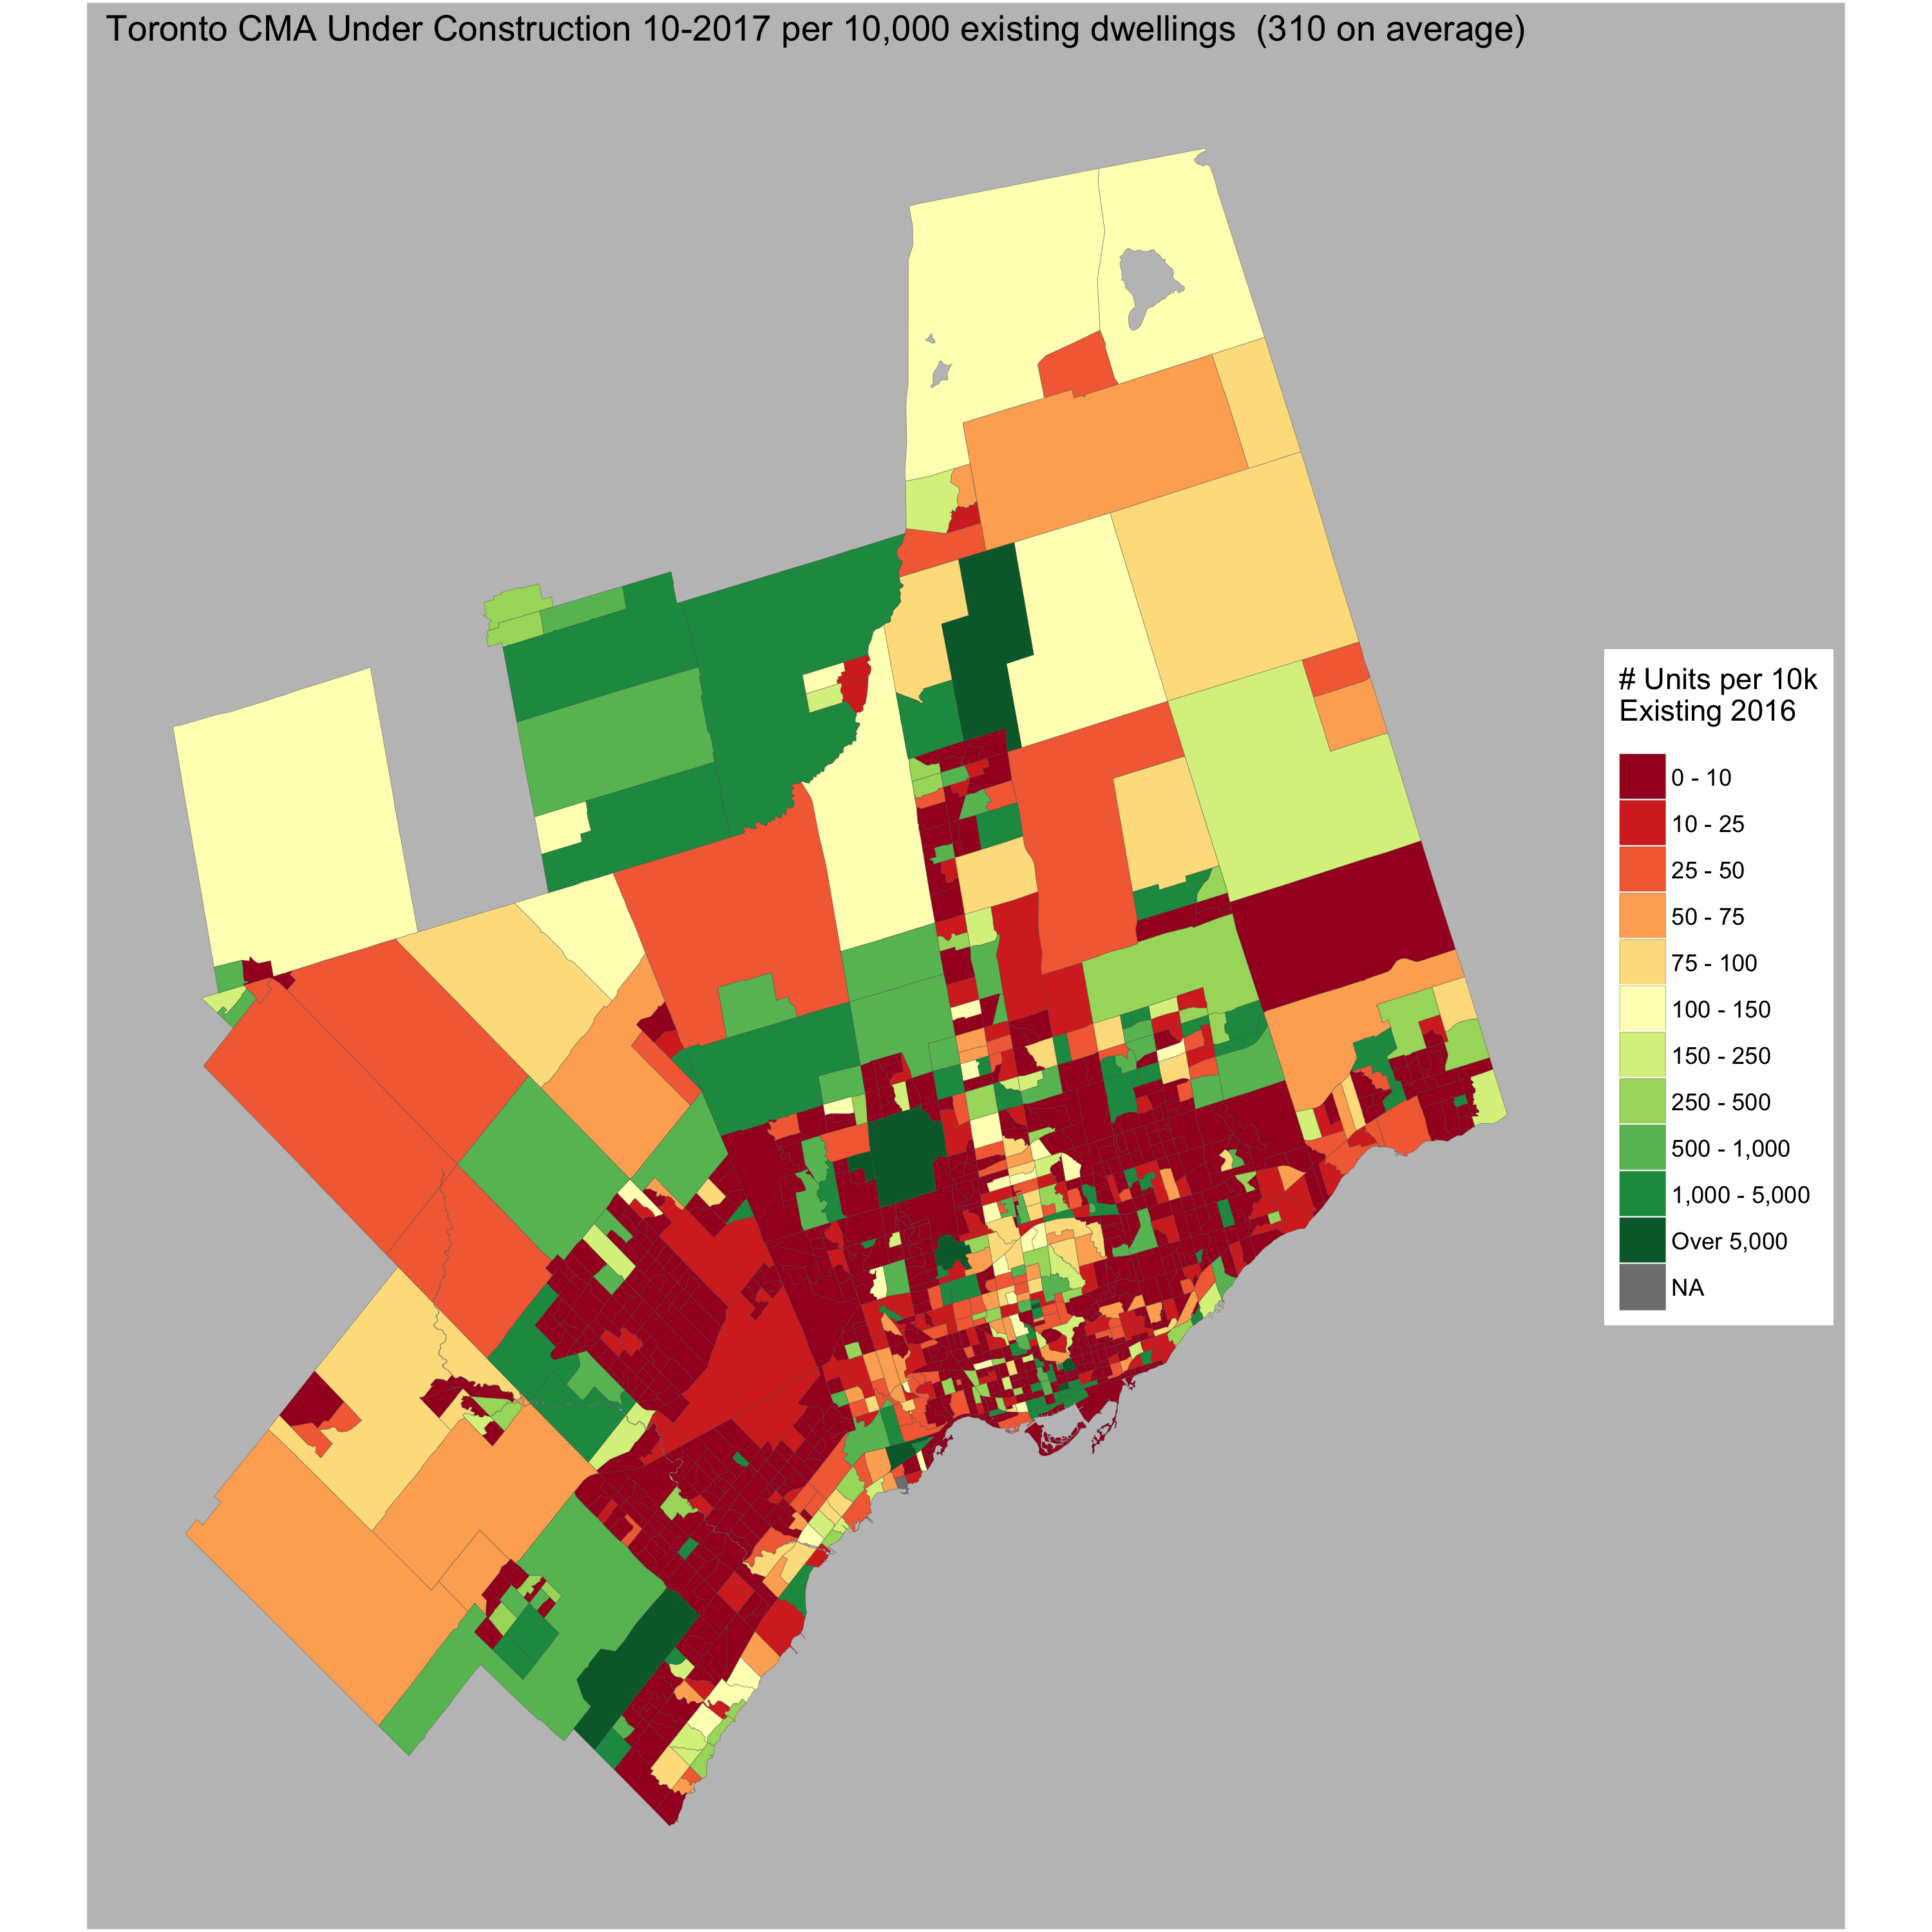 Toronto CMA Under Construction 10-2017 per 10,000 existing dwellings (310 on average)
# Units per 10k
Existing 2016
0 - 10
10 - 25
25 - 50
50 - 75
75 - 100
100 - 150
150 - 250
250 - 500
500 - 1,000
1,000 - 5,000
Over 5,000
NA